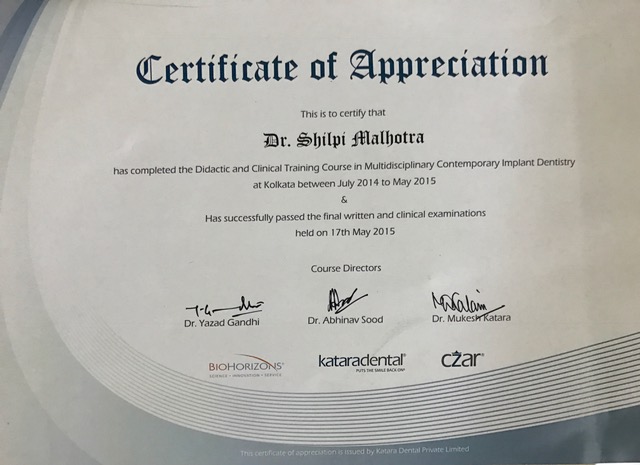 Certificate of Appreciation
This is to certify that
Dr. Shilpi Malhotra
has completed the Didactic and Clinical Training Course in Multidisciplinary Contemporary Implant Dentistry
at Kolkata between July 2014 to May 2015
&
Has successfully passed the final written and clinical examinations
held on 17th May 2015
Course Directors
Dr. Yazad Gandhi Dr. Abhinav Sood Dr. Mukesh Katara
BIOHORIZONS® kataradental® czar®
SCIENCE • INNOVATION • SERVICE PUTS THE SMILE BACK ON!
This certificate of appreciation is issued by Katara Dental Private Limited